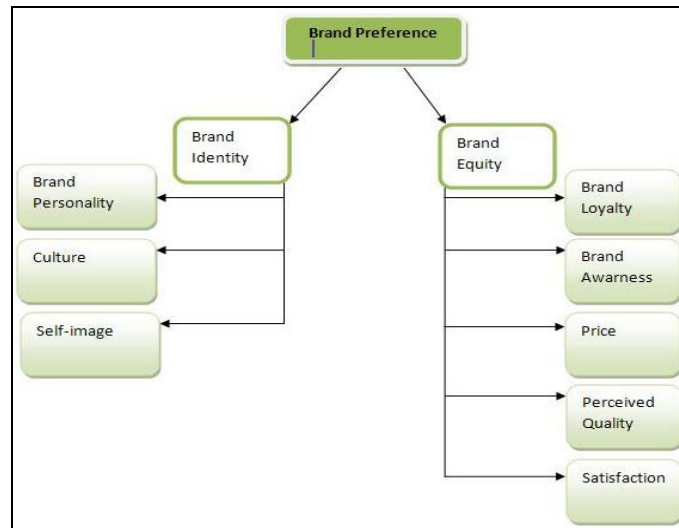 Brand Preference
Brand
Identity
Brand
Equity
Brand
Personality
Culture
Self-image
Brand
Loyalty
Brand
Awarness
Price
Perceived
Quality
Satisfaction